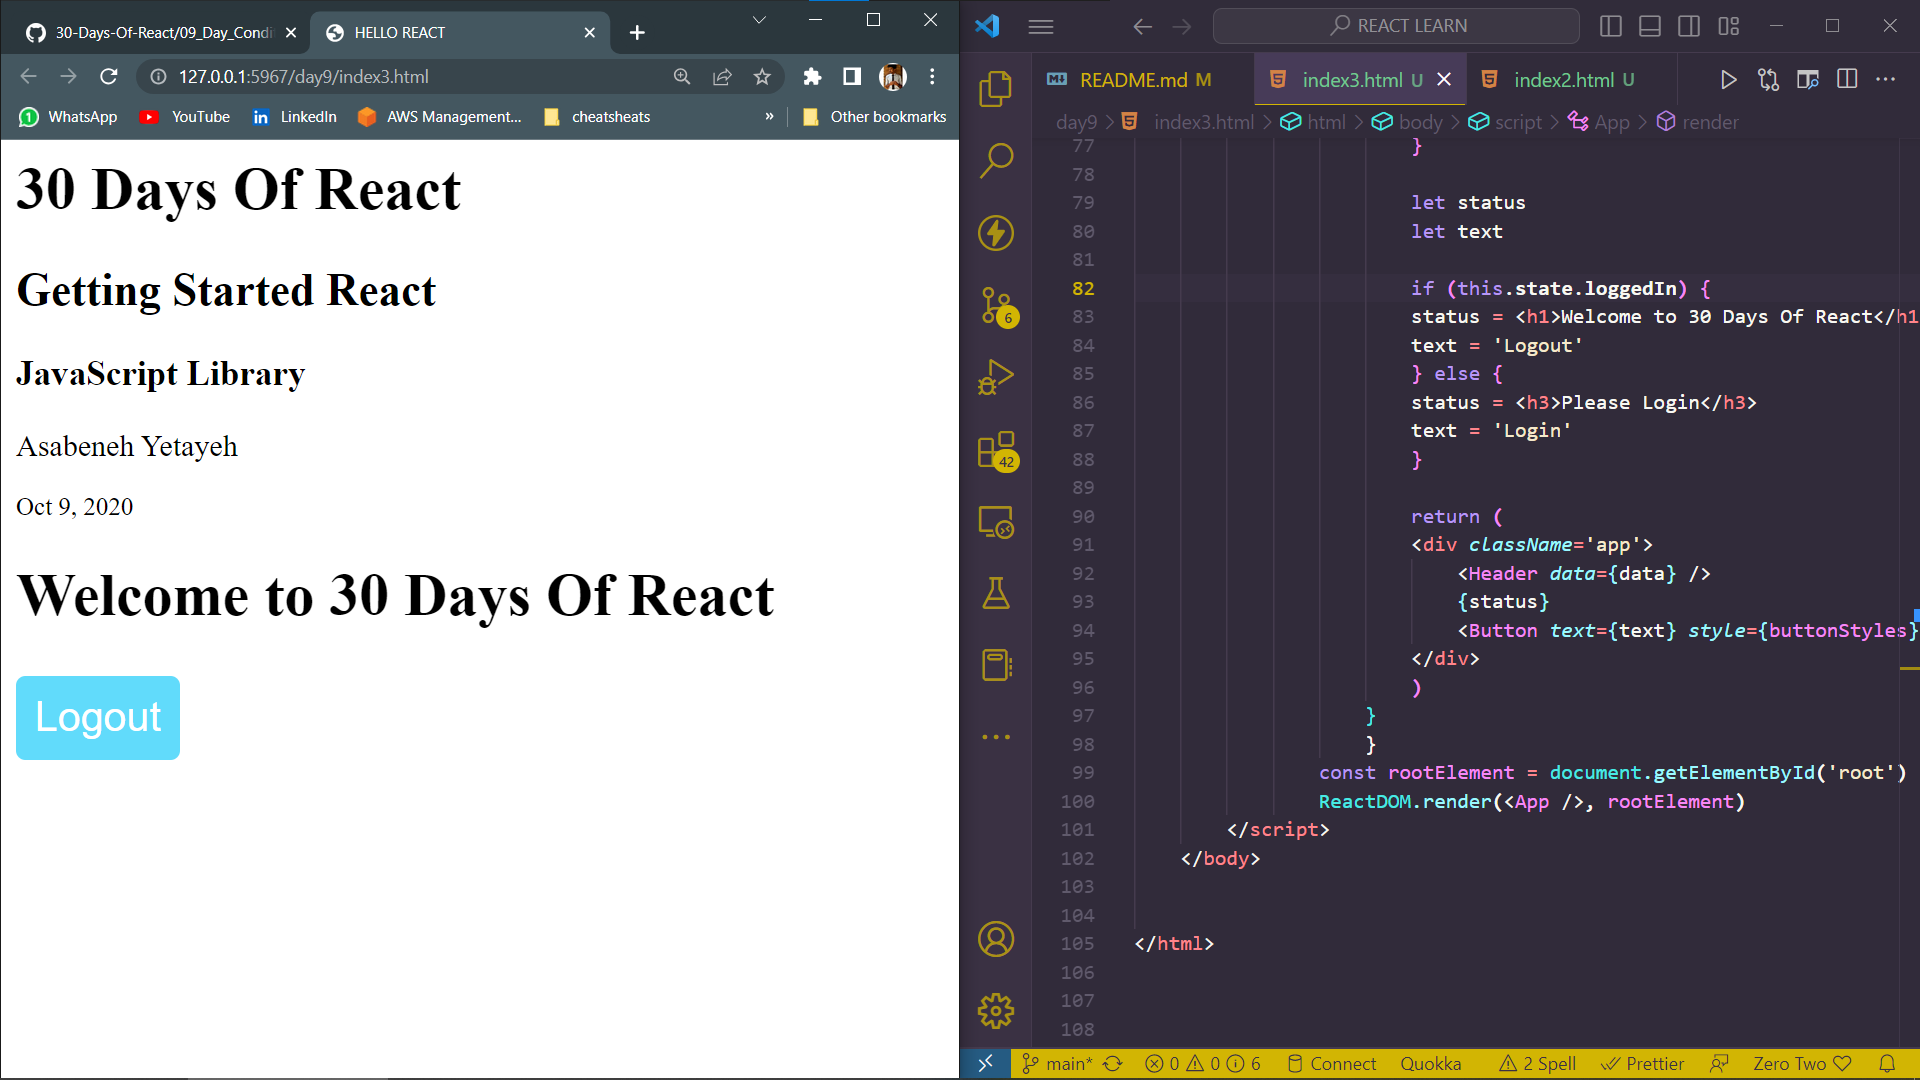 30-Days-Of-React/09_Day_Condi
HELLO REACT
127.0.0.1:5967/day9/index3.html
WhatsApp
YouTube
LinkedIn
AWS Management...
cheatsheats
»
Other bookmarks
30 Days Of React
Getting Started React
JavaScript Library
Asabeneh Yetayeh
Oct 9, 2020
Welcome to 30 Days Of React
Logout
REACT LEARN
README.md M
index3.html U
index2.html U
day9 > index3.html > html > body > script > App > render
6
42
77 }
78
79 let status
80 let text
81
82 if (this.state.loggedIn) {
83 status = <h1>Welcome to 30 Days Of React</h1
84 text = 'Logout'
85 } else {
86 status = <h3>Please Login</h3>
87 text = 'Login'
88 }
89
90 return (
91 <div className='app'>
92 <Header data={data} />
93 {status}
94 <Button text={text} style={buttonStyles}
95 </div>
96 )
97 }
98 }
99 const rootElement = document.getElementById('root')
100 ReactDOM.render(<App />, rootElement)
101 </script>
102 </body>
103
104
105 </html>
106
107
108
main* 0 0 6 Connect Quokka 2 Spell Prettier Zero Two